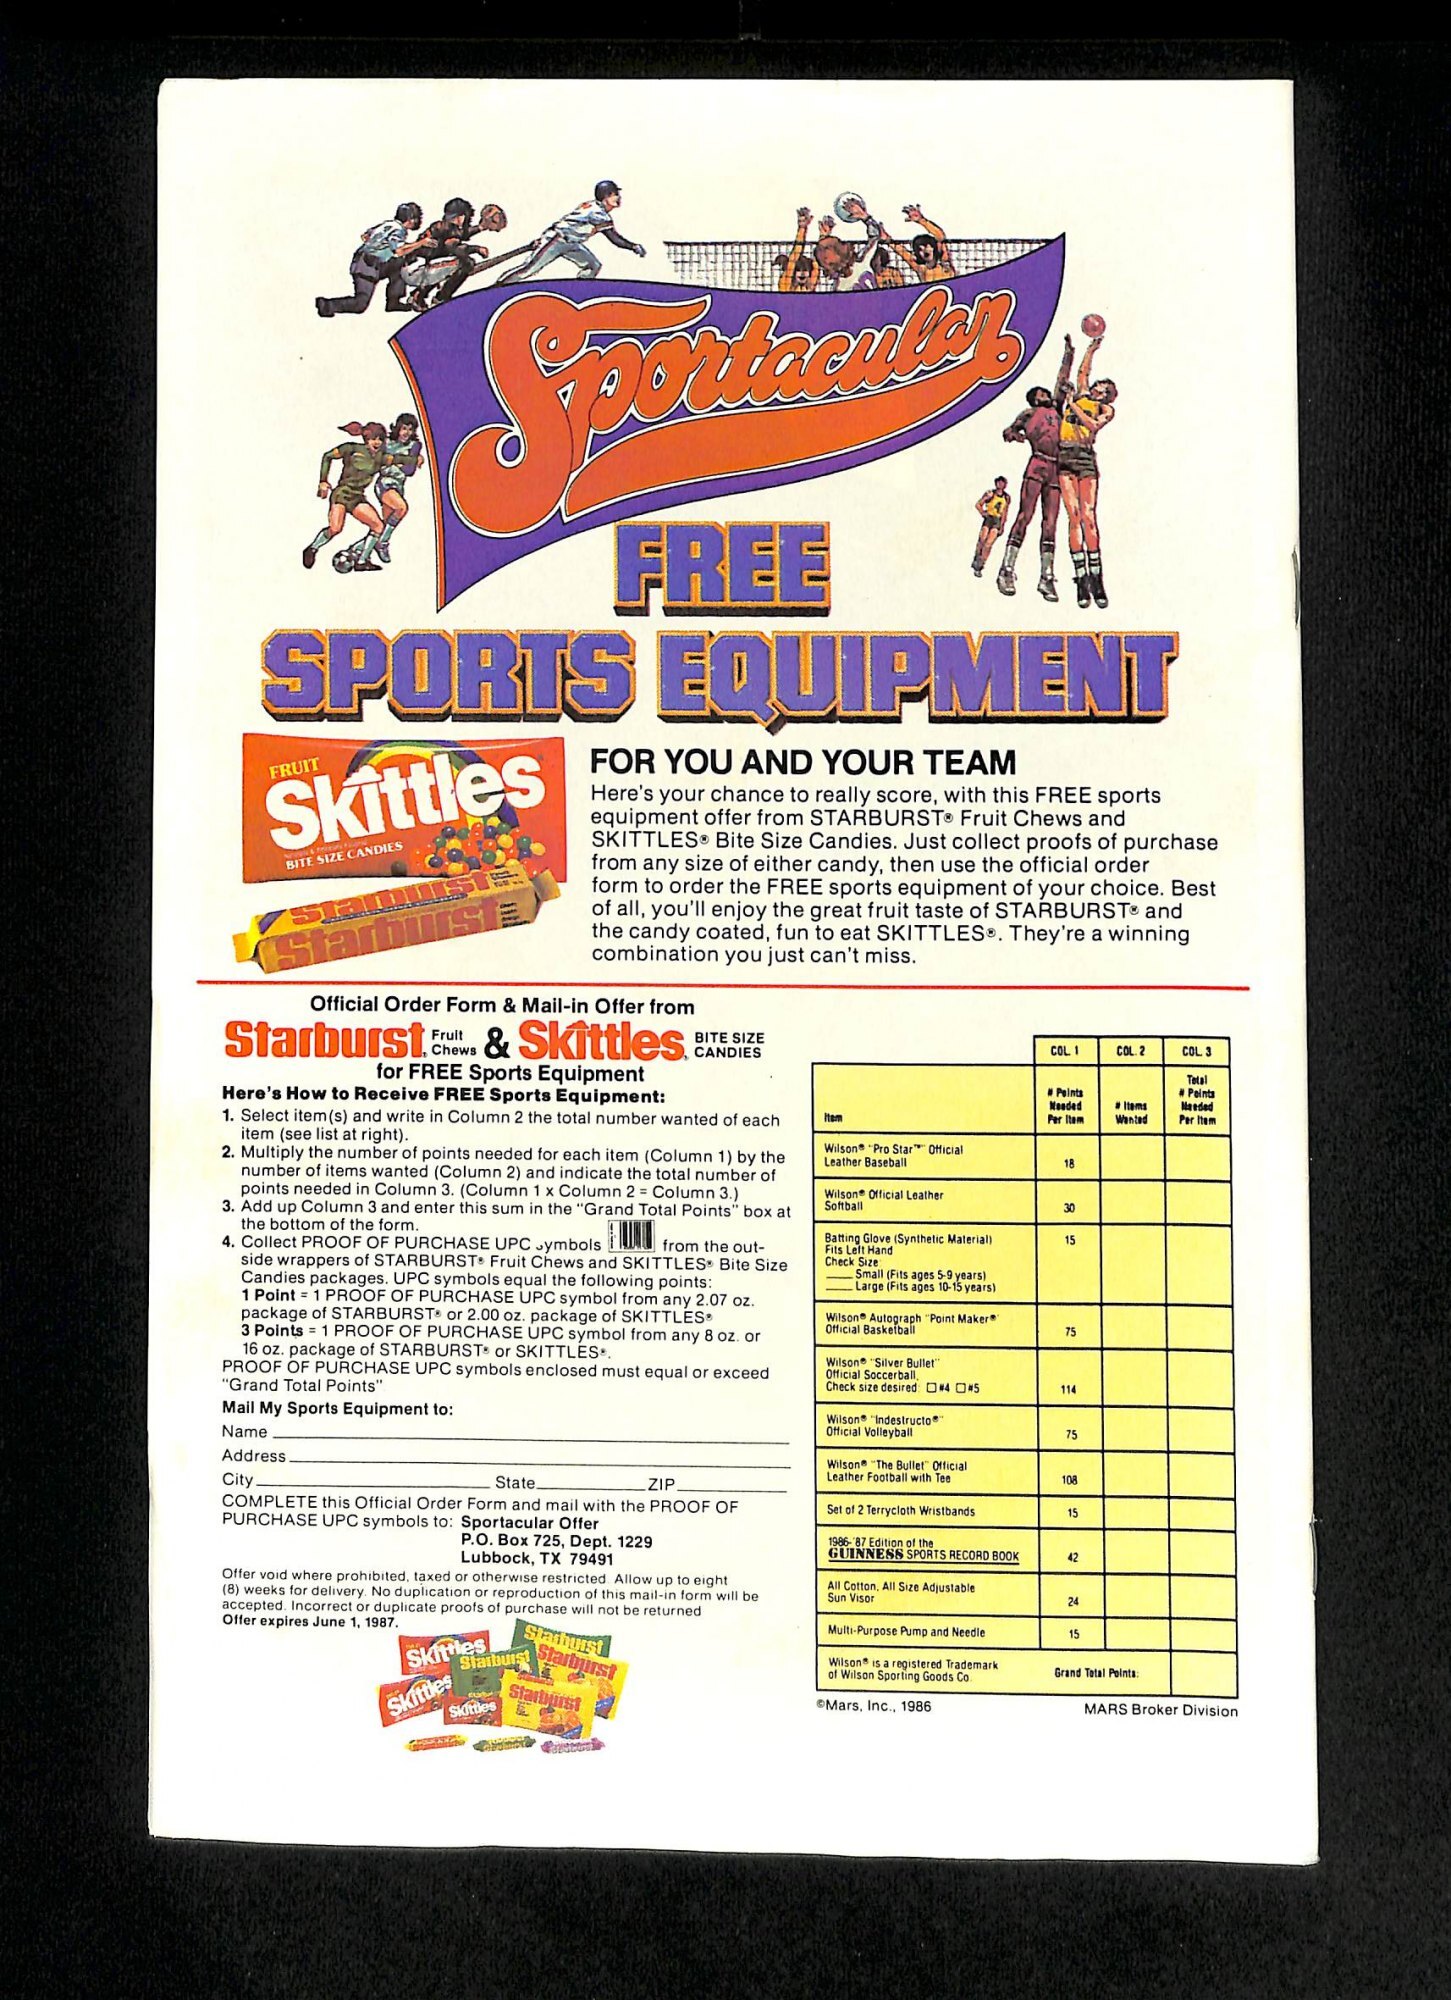 Sportacular
FREE
SPORTS EQUIPMENT
FRUIT
Skittles
BITE SIZE CANDIES
Starburst
Starburst
FOR YOU AND YOUR TEAM
Here's your chance to really score, with this FREE sports
equipment offer from STARBURST® Fruit Chews and
SKITTLES® Bite Size Candies. Just collect proofs of purchase
from any size of either candy, then use the official order
form to order the FREE sports equipment of your choice. Best
of all, you'll enjoy the great fruit taste of STARBURST® and
the candy coated, fun to eat SKITTLES®. They're a winning
combination you just can't miss.
Official Order Form & Mail-in Offer from
Starburst® Fruit Chews & Skittles® BITE SIZE CANDIES
for FREE Sports Equipment
Here's How to Receive FREE Sports Equipment:
1. Select item(s) and write in Column 2 the total number wanted of each
item (see list at right).
2. Multiply the number of points needed for each item (Column 1) by the
number of items wanted (Column 2) and indicate the total number of
points needed in Column 3. (Column 1 x Column 2 = Column 3.)
3. Add up Column 3 and enter this sum in the "Grand Total Points" box at
the bottom of the form.
4. Collect PROOF OF PURCHASE UPC symbols from the out-
side wrappers of STARBURST® Fruit Chews and SKITTLES® Bite Size
Candies packages. UPC symbols equal the following points:
1 Point = 1 PROOF OF PURCHASE UPC symbol from any 2.07 oz.
package of STARBURST® or 2.00 oz. package of SKITTLES®
3 Points = 1 PROOF OF PURCHASE UPC symbol from any 8 oz. or
16 oz. package of STARBURST® or SKITTLES®.
PROOF OF PURCHASE UPC symbols enclosed must equal or exceed
"Grand Total Points"
Mail My Sports Equipment to:
Name
Address
City State ZIP
COMPLETE this Official Order Form and mail with the PROOF OF
PURCHASE UPC symbols to: Sportacular Offer
P.O. Box 725, Dept. 1229
Lubbock, TX 79491
Offer void where prohibited, taxed or otherwise restricted. Allow up to eight
(8) weeks for delivery. No duplication or reproduction of this mail-in form will be
accepted. Incorrect or duplicate proofs of purchase will not be returned
Offer expires June 1, 1987.
Skittles
Starburst
Starburst
Starburst
Skittles
Skittles
Starburst
COL. 1 COL. 2 COL. 3
Item # Points Needed Per Item # Items Wanted Total # Points Needed Per Item
Wilson® "Pro Star™" Official
Leather Baseball 18
Wilson® Official Leather
Softball 30
Batting Glove (Synthetic Material) 15
Fits Left Hand
Check Size:
Small (Fits ages 5-9 years)
Large (Fits ages 10-15 years)
Wilson® Autograph "Point Maker®"
Official Basketball 75
Wilson® "Silver Bullet"
Official Soccerball,
Check size desired: #4 #5 114
Wilson® "Indestructo®"
Official Volleyball 75
Wilson® "The Bullet" Official
Leather Football with Tee 108
Set of 2 Terrycloth Wristbands 15
1986-'87 Edition of the
GUINNESS SPORTS RECORD BOOK 42
All Cotton, All Size Adjustable
Sun Visor 24
Multi-Purpose Pump and Needle 15
Wilson® is a registered Trademark
of Wilson Sporting Goods Co. Grand Total Points:
©Mars, Inc., 1986 MARS Broker Division